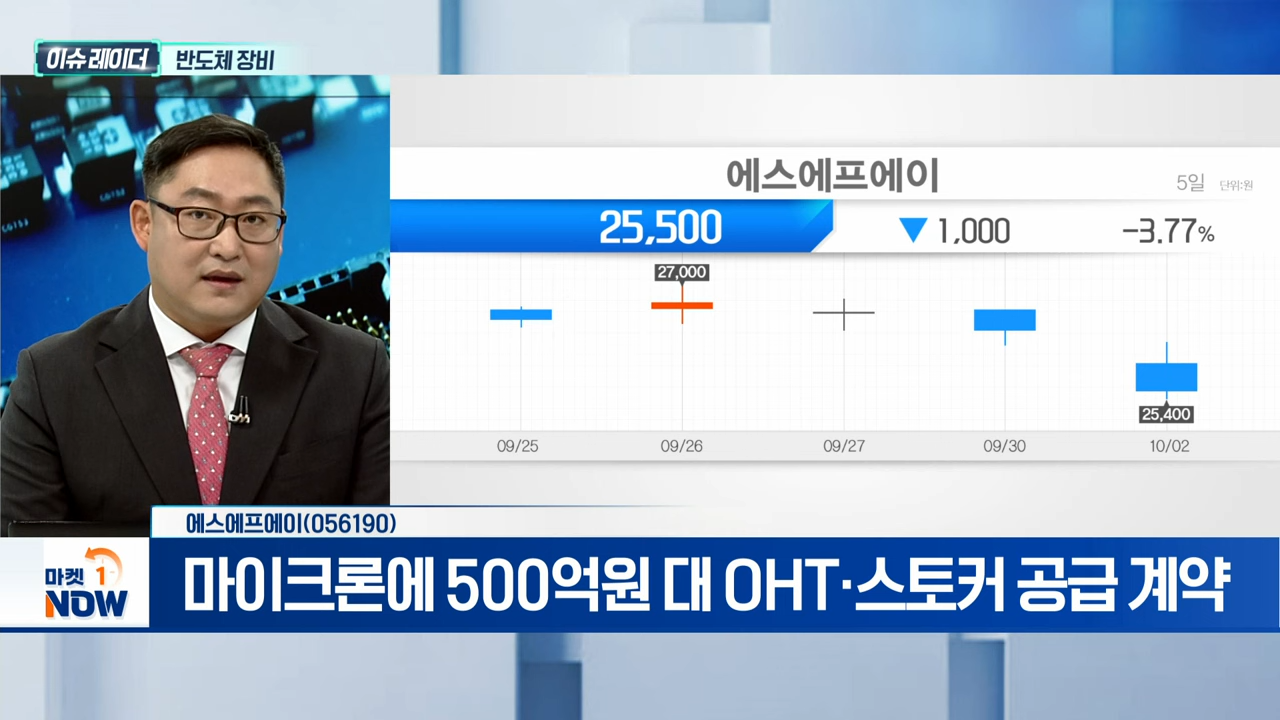 이슈레이더 반도체 장비
에스에프에이
5일 단위:원
25,500 ▼ 1,000 -3.77%
27,000
25,400
09/25 09/26 09/27 09/30 10/02
에스에프에이(056190)
마켓 1
NOW
마이크론에 500억원 대 OHT·스토커 공급 계약